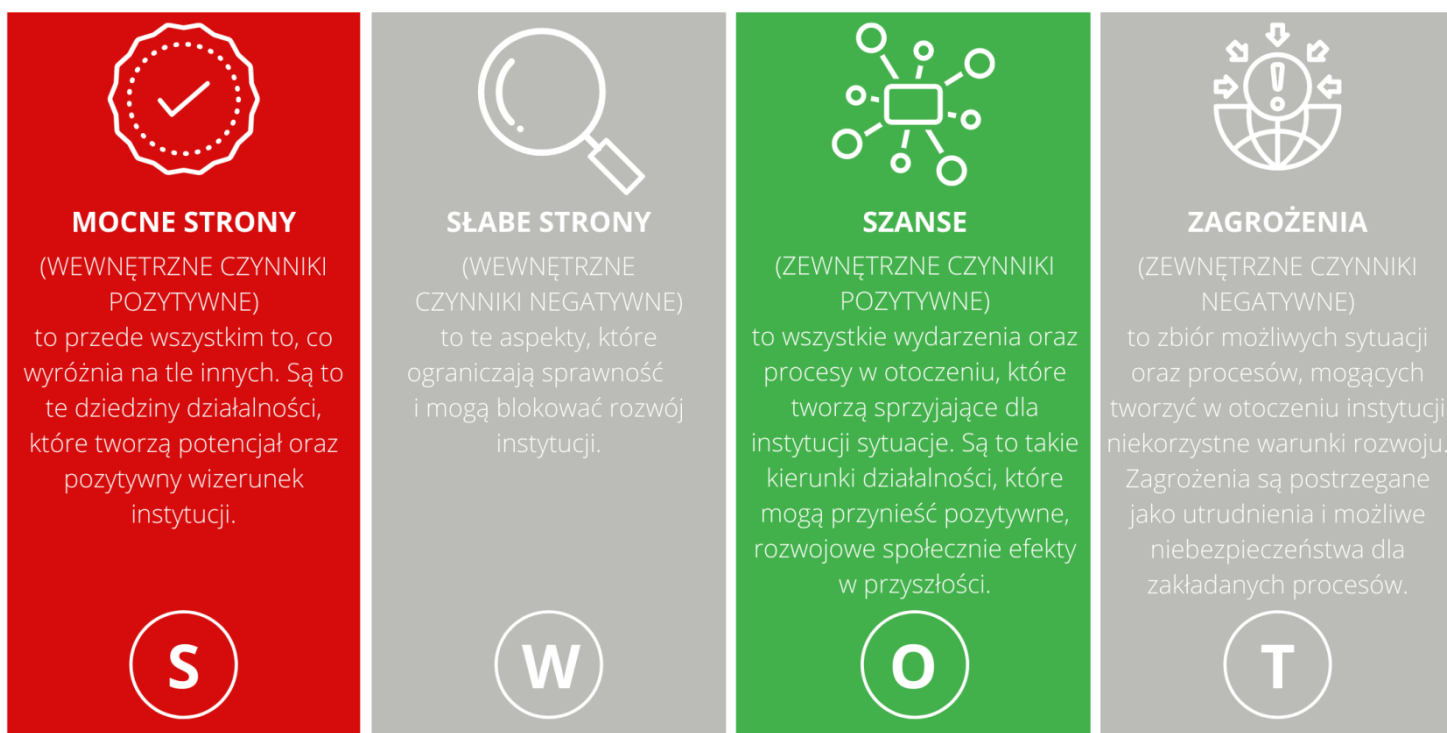 MOCNE STRONY
(WEWNĘTRZNE CZYNNIKI
POZYTYWNE)
to przede wszystkim to, co
wyróżnia na tle innych. Są to
te dziedziny działalności,
które tworzą potencjał oraz
pozytywny wizerunek
instytucji.
S
SŁABE STRONY
(WEWNĘTRZNE
CZYNNIKI NEGATYWNE)
to te aspekty, które
ograniczają sprawność
i mogą blokować rozwój
instytucji.
W
SZANSE
(ZEWNĘTRZNE CZYNNIKI
POZYTYWNE)
to wszystkie wydarzenia oraz
procesy w otoczeniu, które
tworzą sprzyjające dla
instytucji sytuacje. Są to takie
kierunki działalności, które
mogą przynieść pozytywne,
rozwojowe społecznie efekty
w przyszłości.
O
ZAGROŻENIA
(ZEWNĘTRZNE CZYNNIKI
NEGATYWNE)
to zbiór możliwych sytuacji
oraz procesów, mogących
tworzyć w otoczeniu instytucji
niekorzystne warunki rozwoju.
Zagrożenia są postrzegane
jako utrudnienia i możliwe
niebezpieczeństwa dla
zakładanych procesów.
T